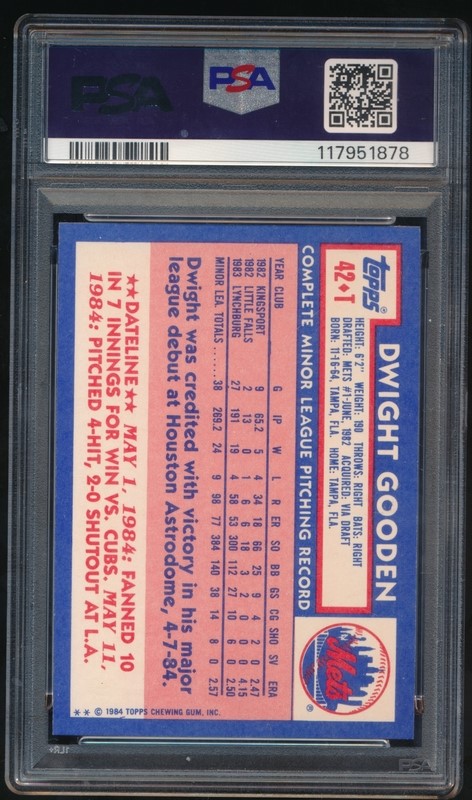 PSA
PSA
117951878
topps®
42♦T
DWIGHT GOODEN
HEIGHT: 6'2" WEIGHT: 190 THROWS: RIGHT BATS: RIGHT
DRAFTED: METS #1-JUNE, 1982 ACQUIRED: VIA DRAFT
BORN: 11-16-64, TAMPA, FLA. HOME: TAMPA, FLA.
Mets
®
COMPLETE MINOR LEAGUE PITCHING RECORD
YEAR CLUB G IP W L R ER SO BB GS CG SHO SV ERA
1982 KINGSPORT 9 65.2 5 4 34 18 66 25 9 4 2 0 2.47
1982 LITTLE FALLS 2 13 0 1 6 6 18 3 2 0 0 0 4.15
1983 LYNCHBURG 27 191 19 4 58 53 300 112 27 10 6 0 2.50
MINOR LEA. TOTALS ..... 38 269.2 24 9 98 77 384 140 38 14 8 0 2.57
Dwight was credited with victory in his major
league debut at Houston Astrodome, 4-7-84.
★★DATELINE★★ MAY 1, 1984: FANNED 10
IN 7 INNINGS FOR WIN VS. CUBS. MAY 11,
1984: PITCHED 4-HIT, 2-0 SHUTOUT AT L.A.
** © 1984 TOPPS CHEWING GUM, INC.
PSA